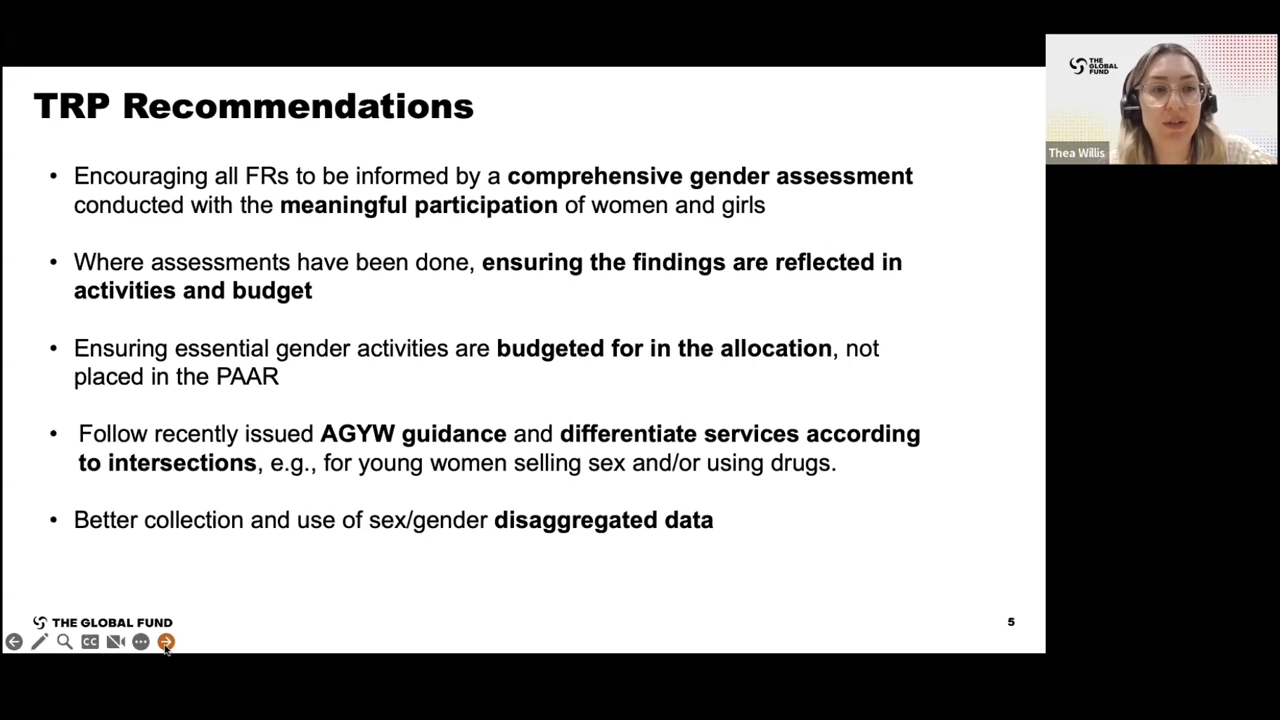 TRP Recommendations
• Encouraging all FRs to be informed by a comprehensive gender assessment
conducted with the meaningful participation of women and girls
• Where assessments have been done, ensuring the findings are reflected in
activities and budget
• Ensuring essential gender activities are budgeted for in the allocation, not
placed in the PAAR
• Follow recently issued AGYW guidance and differentiate services according
to intersections, e.g., for young women selling sex and/or using drugs.
• Better collection and use of sex/gender disaggregated data
THE GLOBAL FUND
5
CC
THE
GLOBAL
FUND
Thea Willis